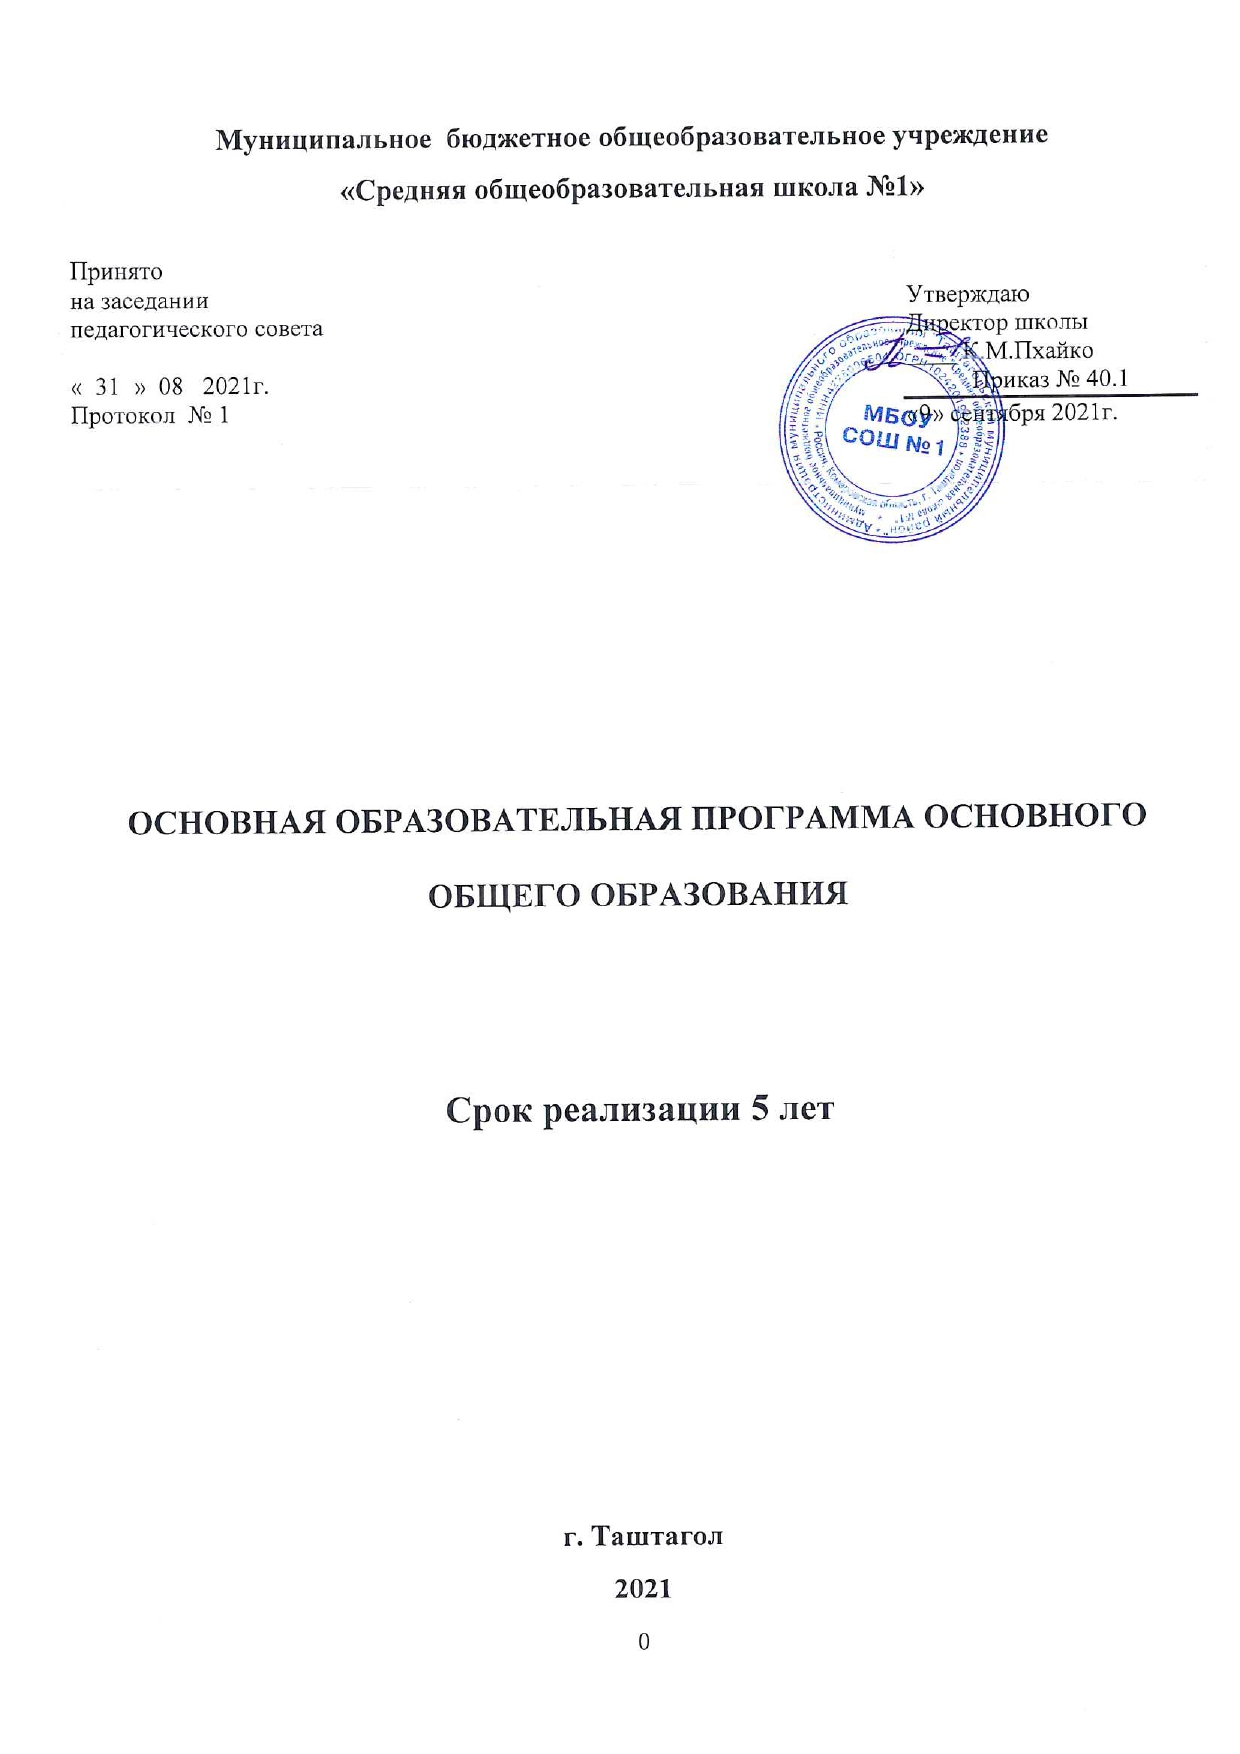 Муниципальное бюджетное общеобразовательное учреждение
«Средняя общеобразовательная школа №1»
Принято
на заседании
педагогического совета
« 31 » 08 2021г.
Протокол № 1
Утверждаю
Директор школы
К.М.Пхайко
Приказ № 40.1
«9» сентября 2021г.
МБОУ
СОШ № 1
ОСНОВНАЯ ОБРАЗОВАТЕЛЬНАЯ ПРОГРАММА ОСНОВНОГО
ОБЩЕГО ОБРАЗОВАНИЯ
Срок реализации 5 лет
г. Таштагол
2021
0